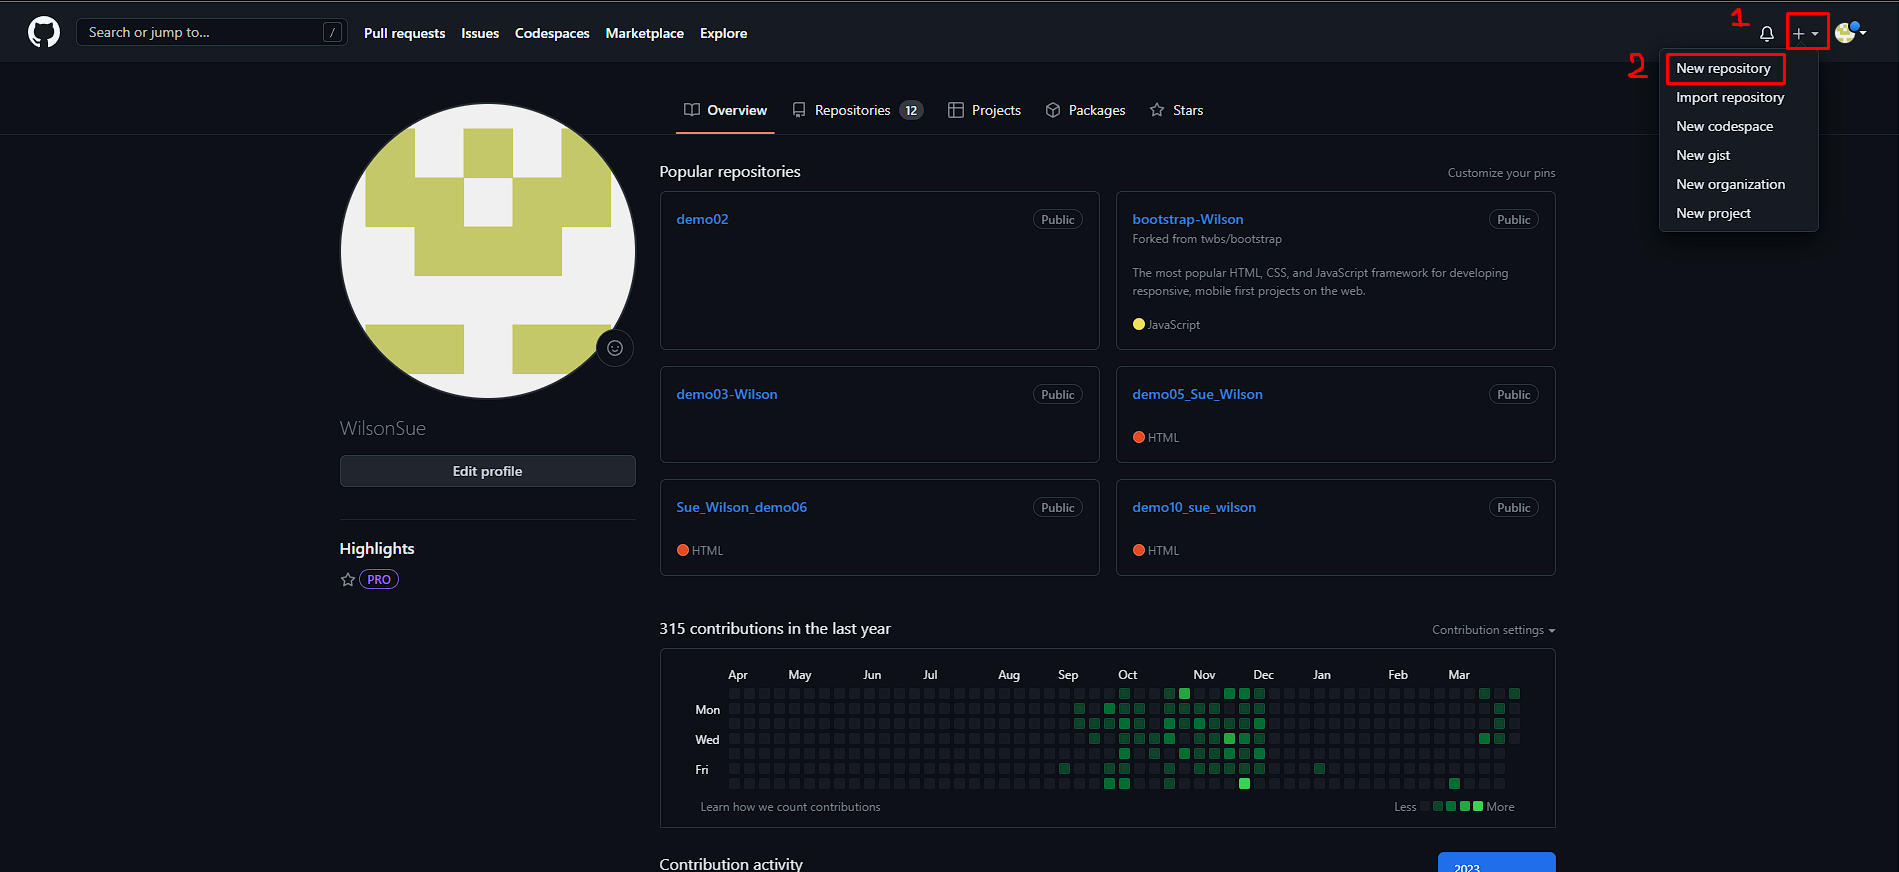 Search or jump to... /
Pull requests Issues Codespaces Marketplace Explore
1
2
New repository
Import repository
New codespace
New gist
New organization
New project
Overview Repositories 12 Projects Packages Stars
Popular repositories
Customize your pins
demo02 Public
bootstrap-Wilson Public
Forked from twbs/bootstrap
The most popular HTML, CSS, and JavaScript framework for developing
responsive, mobile first projects on the web.
JavaScript
demo03-Wilson Public
demo05_Sue_Wilson Public
HTML
Sue_Wilson_demo06 Public
HTML
demo10_sue_wilson Public
HTML
WilsonSue
Edit profile
Highlights
PRO
315 contributions in the last year
Contribution settings
Apr May Jun Jul Aug Sep Oct Nov Dec Jan Feb Mar
Mon
Wed
Fri
Learn how we count contributions
Less More
Contribution activity
2023